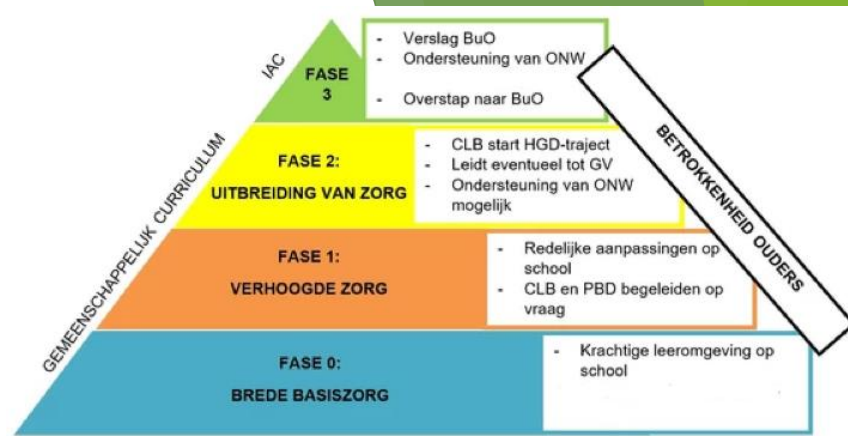 IAC
FASE
3
- Verslag BuO
- Ondersteuning van ONW
- Overstap naar BuO
GEMEENSCHAPPELIJK CURRICULUM
BETROKKENHEID OUDERS
FASE 2:
UITBREIDING VAN ZORG
- CLB start HGD-traject
- Leidt eventueel tot GV
- Ondersteuning van ONW
mogelijk
FASE 1:
VERHOOGDE ZORG
- Redelijke aanpassingen op
school
- CLB en PBD begeleiden op
vraag
FASE 0:
BREDE BASISZORG
- Krachtige leeromgeving op
school